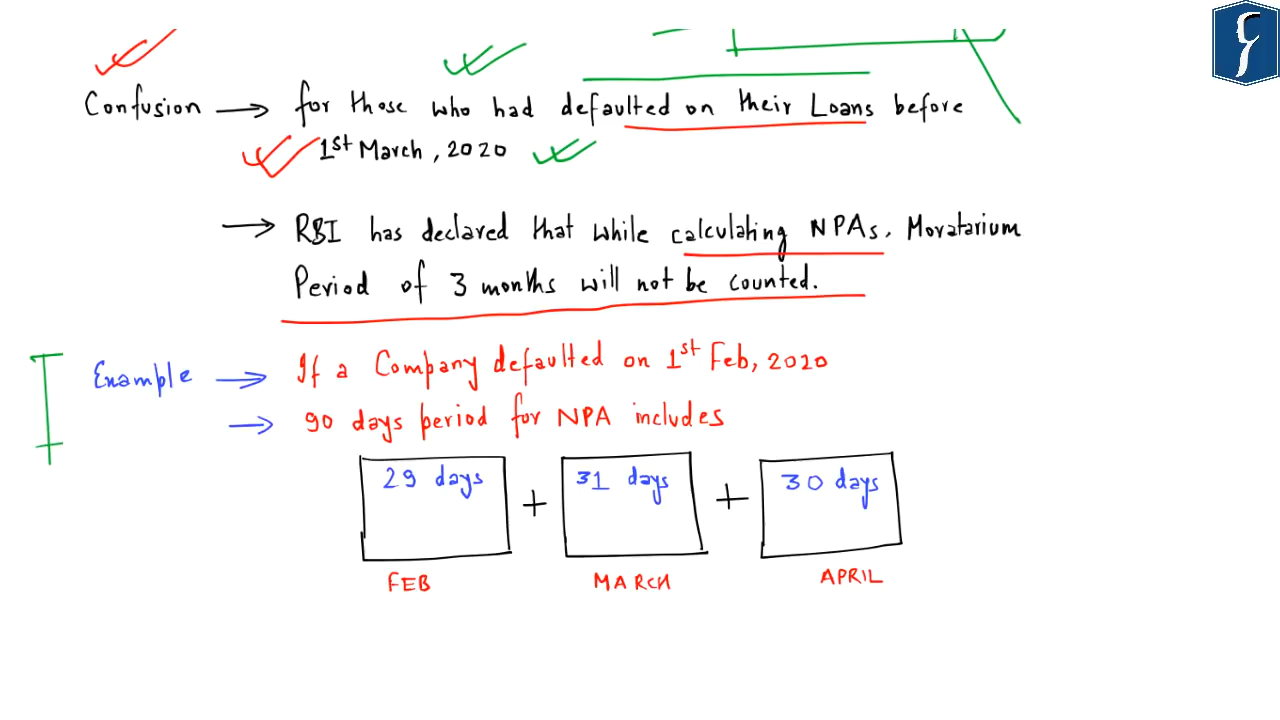 Confusion → for those who had defaulted on their Loans before
1st March, 2020
→ RBI has declared that while calculating NPAs, Moratarium
Period of 3 months will not be counted.
Example → If a Company defaulted on 1st Feb, 2020
→ 90 days period for NPA includes
29 days + 31 days + 30 days
FEB MARCH APRIL